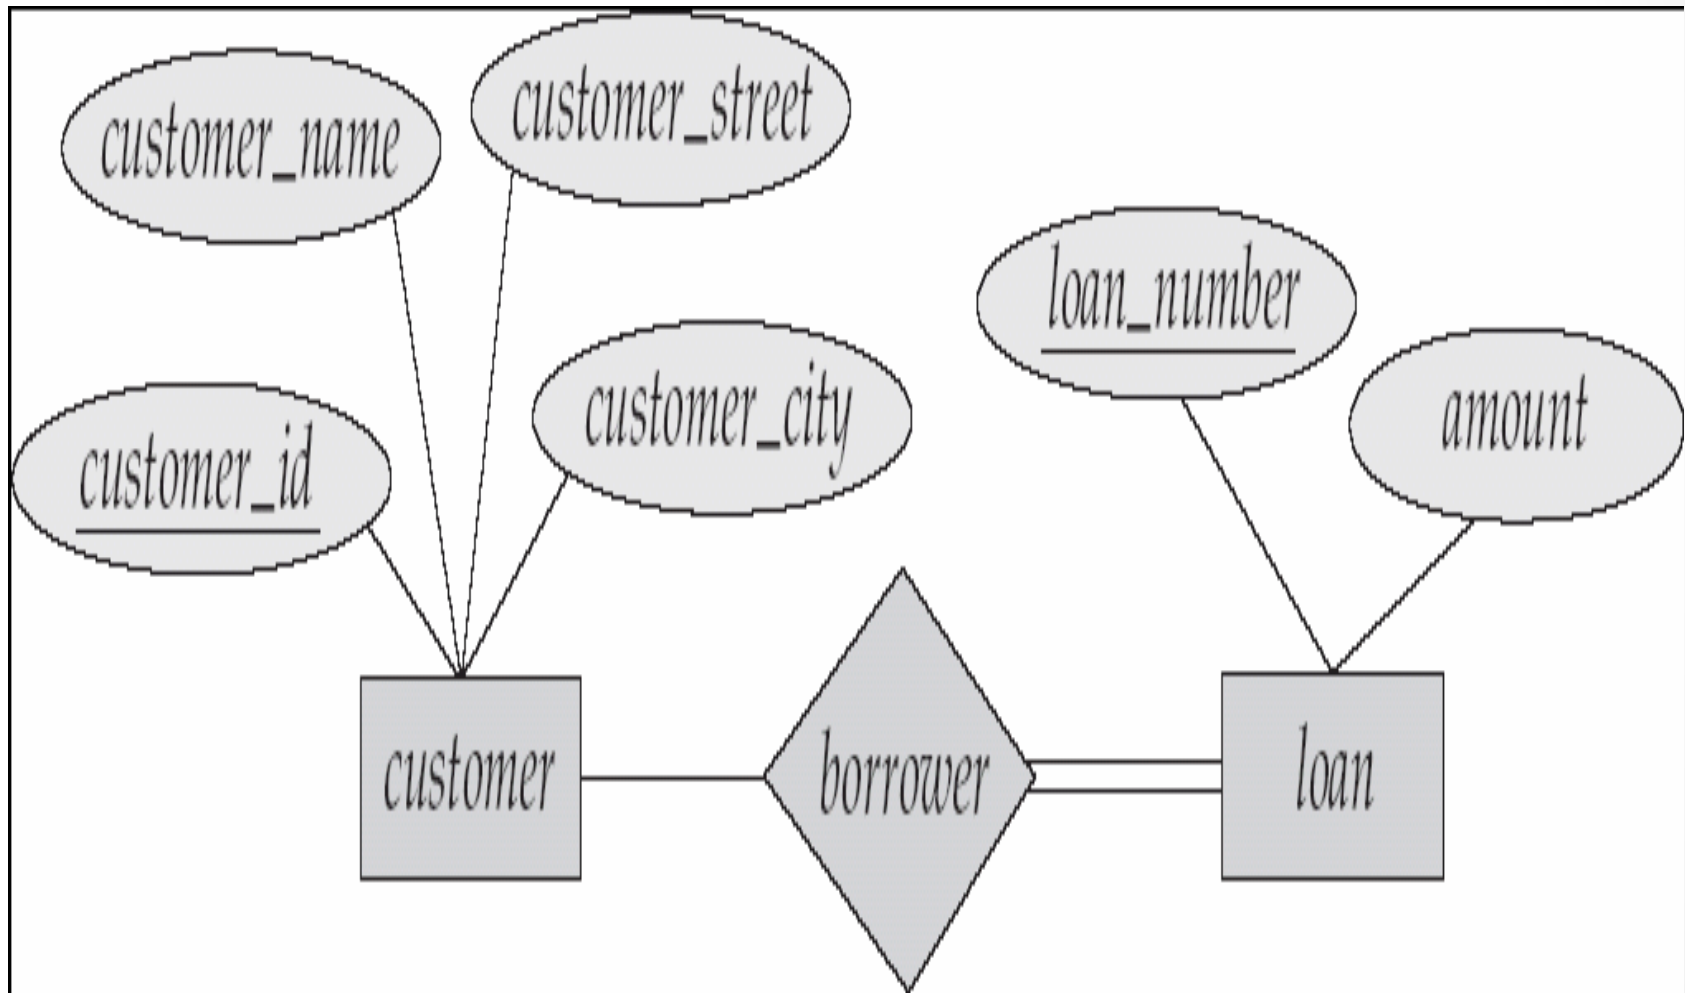 customer_street
customer_name
loan_number
customer_city
amount
customer_id
customer
borrower
loan